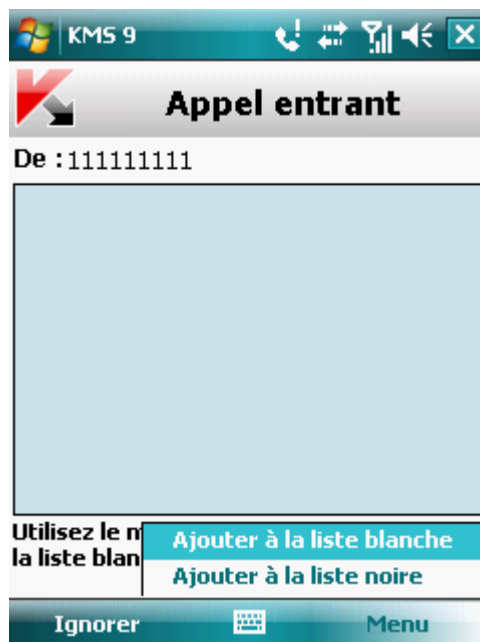 KMS 9
Appel entrant
De :111111111
Utilisez le
la liste blan
Ajouter à la liste blanche
Ajouter à la liste noire
Ignorer
Menu